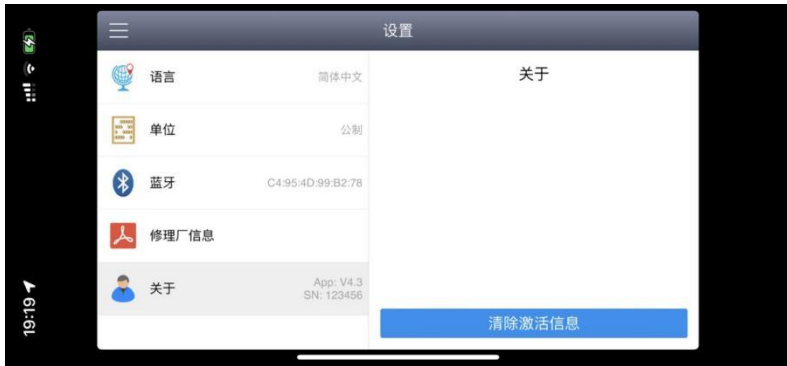 设置
语言
简体中文
单位
公制
蓝牙
C4:95:4D:99:B2:78
修理厂信息
关于
App: V4.3
SN: 123456
关于
清除激活信息
19:19